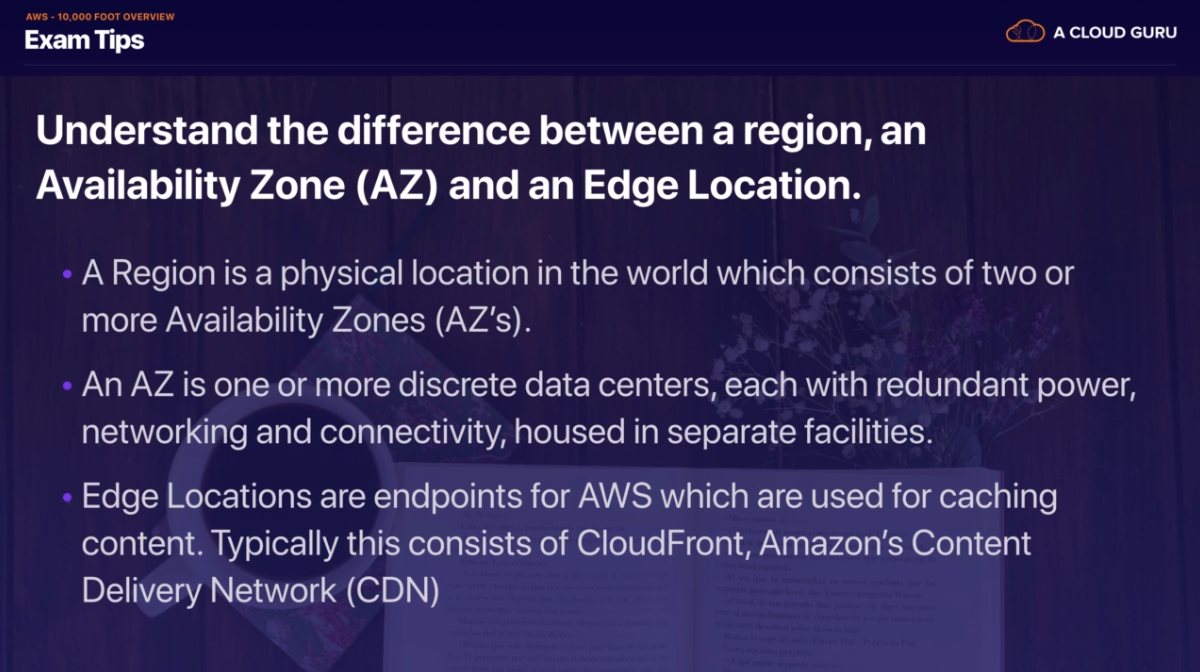 AWS - 10,000 FOOT OVERVIEW
Exam Tips
A CLOUD GURU
Understand the difference between a region, an
Availability Zone (AZ) and an Edge Location.
• A Region is a physical location in the world which consists of two or
more Availability Zones (AZ’s).
• An AZ is one or more discrete data centers, each with redundant power,
networking and connectivity, housed in separate facilities.
• Edge Locations are endpoints for AWS which are used for caching
content. Typically this consists of CloudFront, Amazon’s Content
Delivery Network (CDN)